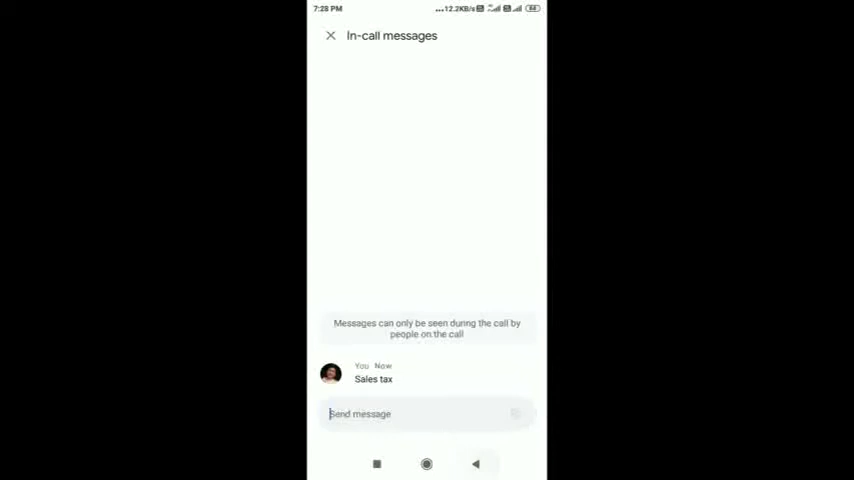 7:28 PM
...12.2KB/s
In-call messages
Messages can only be seen during the call by
people on the call
You Now
Sales tax
Send message